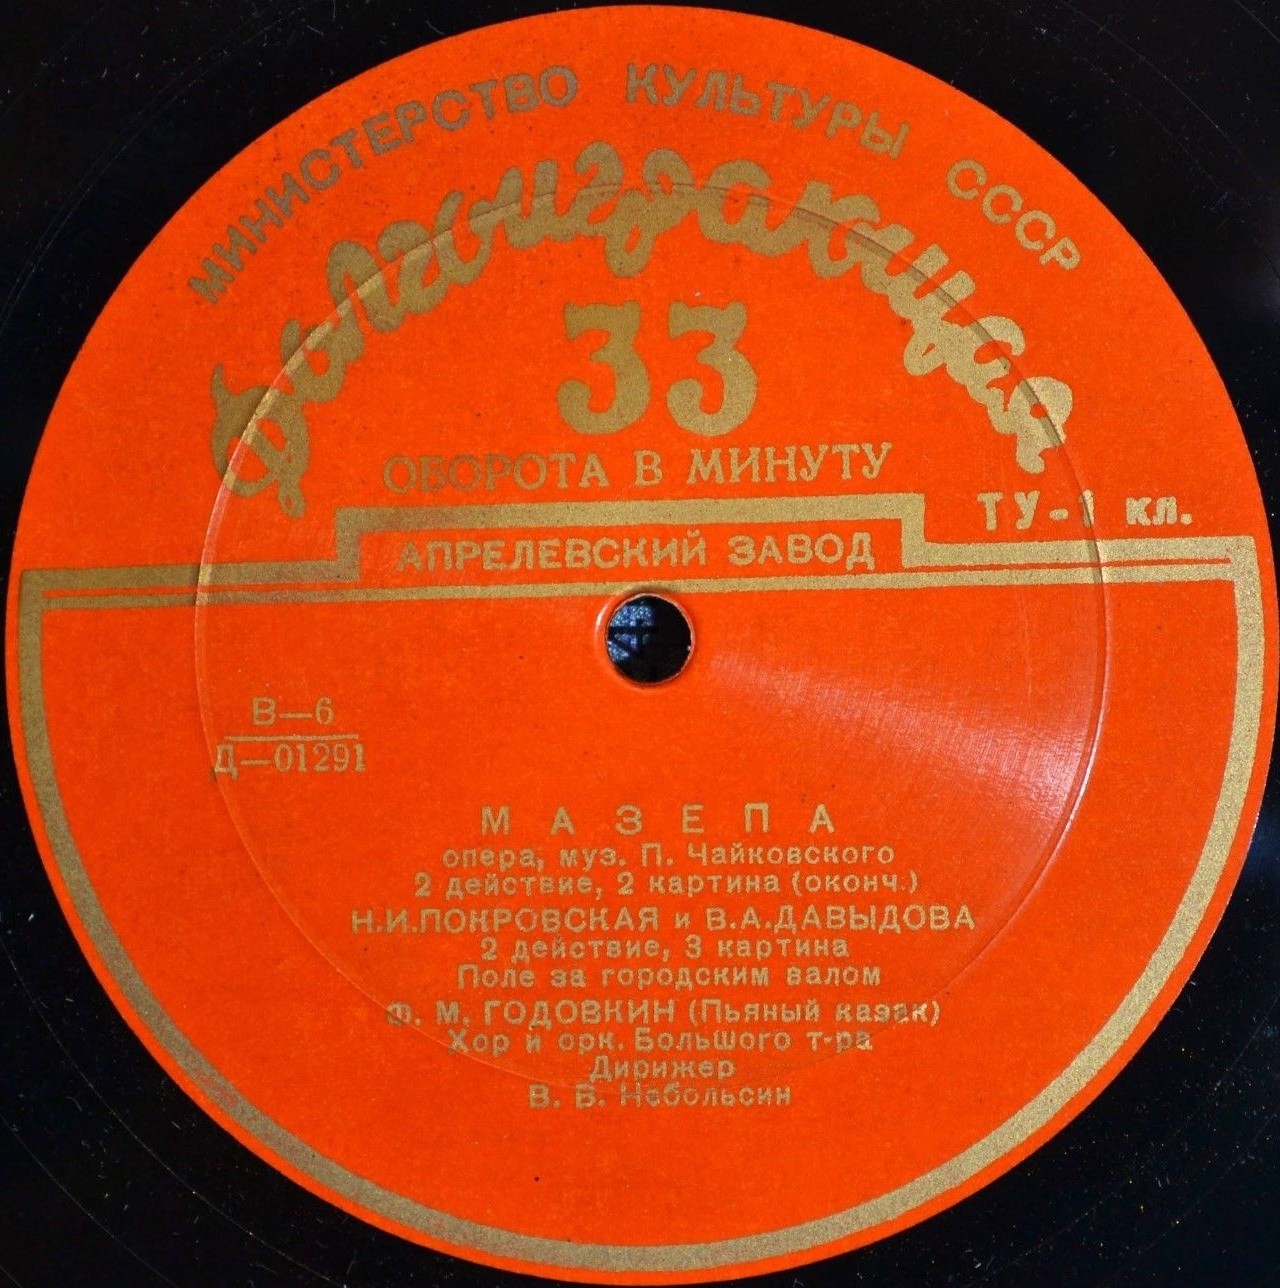 МИНИСТЕРСТВО КУЛЬТУРЫ СССР
Долгоиграющая
33
ОБОРОТА В МИНУТУ
ТУ-1 кл.
АПРЕЛЕВСКИЙ ЗАВОД
В—6
Д—01291
МАЗЕПА
опера, муз. П. Чайковского
2 действие, 2 картина (оконч.)
Н.И.ПОКРОВСКАЯ и В.А.ДАВЫДОВА
2 действие, 3 картина
Поле за городским валом
Ф. М. ГОДОВКИН (Пьяный казак)
Хор и орк. Большого т-ра
Дирижер
В. В. Небольсин